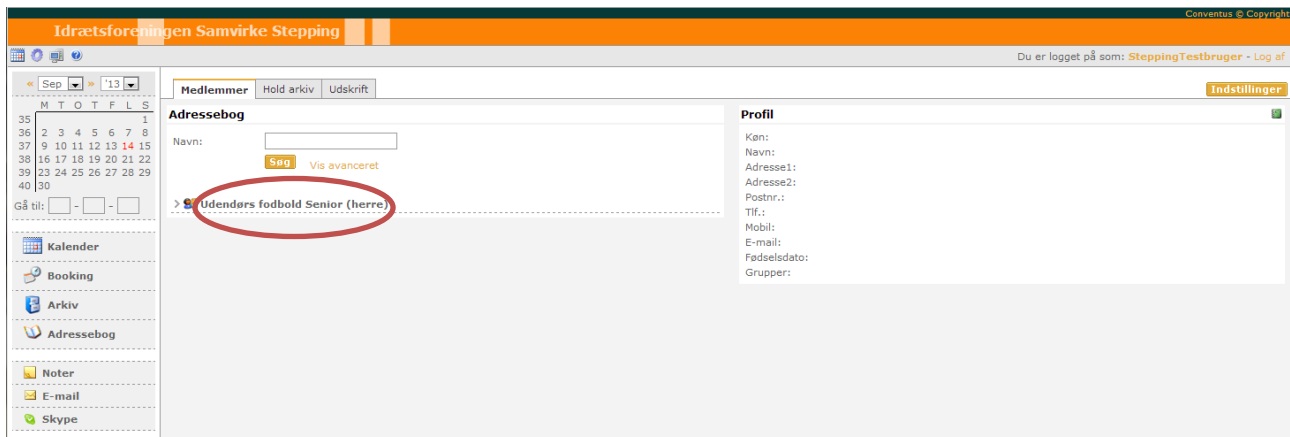 Conventus © Copyright
Idrætsforeningen Samvirke Stepping
Du er logget på som: SteppingTestbruger - Log af
« Sep » '13
M T O T F L S
35 1
36 2 3 4 5 6 7 8
37 9 10 11 12 13 14 15
38 16 17 18 19 20 21 22
39 23 24 25 26 27 28 29
40 30
Gå til: - -
Kalender
Booking
Arkiv
Adressebog
Noter
E-mail
Skype
Medlemmer Hold arkiv Udskrift
Indstillinger
Adressebog
Navn:
Søg Vis avanceret
> Udendørs fodbold Senior (herre)
Profil
Køn:
Navn:
Adresse1:
Adresse2:
Postnr.:
Tlf.:
Mobil:
E-mail:
Fødselsdato:
Grupper: